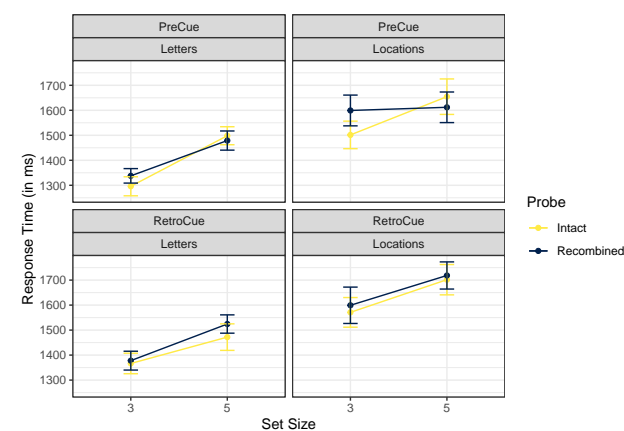 PreCue
PreCue
Letters
Locations
1700
1600
1500
1400
1300
RetroCue
RetroCue
Letters
Locations
1700
1600
1500
1400
1300
3
5
3
5
Set Size
Response Time (in ms)
Probe
Intact
Recombined